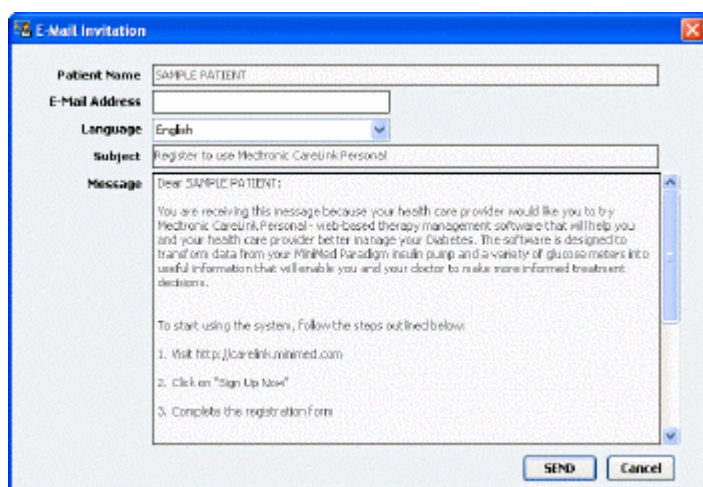 E-Mail Invitation
Patient Name SAMPLE PATIENT
E-Mail Address
Language English
Subject Register to use Medtronic CareLink Personal
Message Dear SAMPLE PATIENT:
You are receiving this message because your health care provider would like you to try
Medtronic CareLink Personal - web-based therapy management software that will help you
and your health care provider better manage your Diabetes. The software is designed to
transform data from your MiniMed Paradigm insulin pump and a variety of glucose meters into
useful information that will enable you and your doctor to make more informed treatment
decisions.
To start using the system, follow the steps outlined below:
1. Visit http://carelink.minimed.com
2. Click on "Sign Up Now"
3. Complete the registration form
SEND Cancel